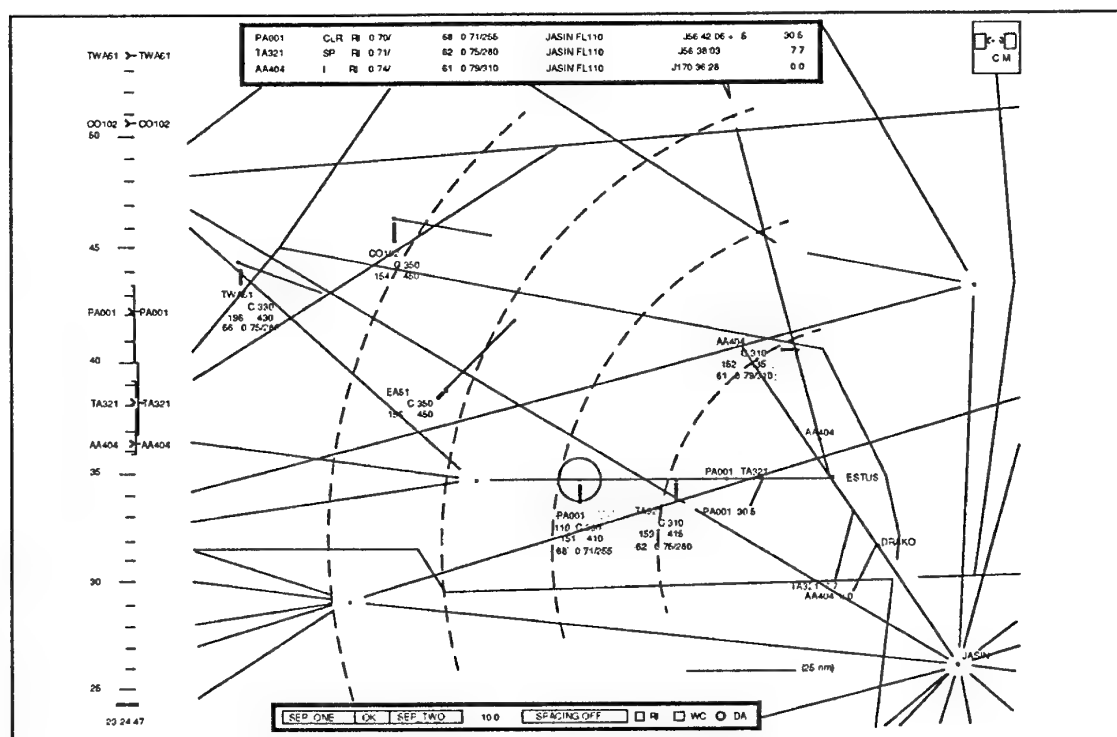 PA001 CLR RI 0.70/ 68 0.71/255 JASIN FL110 J56 42 06 + 5 30.5
TA321 SP RI 0.71/ 62 0.75/280 JASIN FL110 J56 38:03 7.7
AA404 I RI 0.74/ 61 0.79/310 JASIN FL110 J170 36 28 0.0
C M
TWA61 TWA61
CO102 CO102
50
45
PA001 PA001
40
TA321 TA321
AA404 AA404
35
30
25
23 24 47
C 350
154 450
TWA61
C 330
196 430
66 0.75/280
EA51
C 350
450
AA404
C 310
61 0.79/310
AA404
PA001 TA321
ESTUS
PA001
110
151 410
68 0.71/255
C 310
415
62 0.75/280
PA001 30.5
DRAKO
TA321
AA404
JASIN
(25 nm)
SEP ONE OK SEP TWO 10.0 SPACING OFF RI WC DA